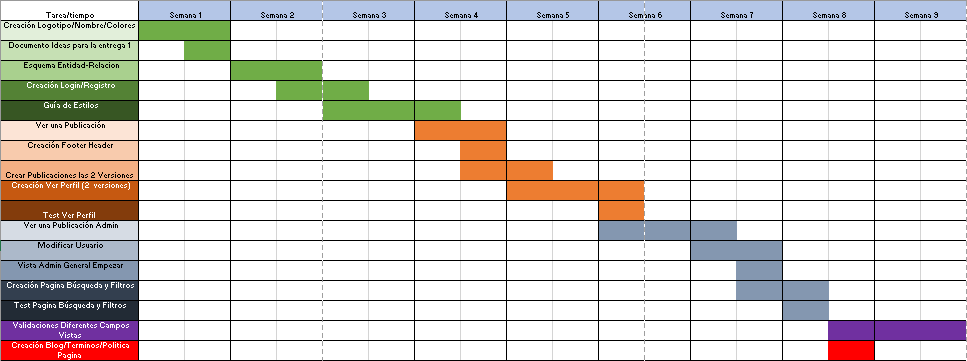 Tarea/tiempo Semana 1 Semana 2 Semana 3 Semana 4 Semana 5 Semana 6 Semana 7 Semana 8 Semana 9
Creación Logotipo/Nombre/Colores
Documento Ideas para la entrega 1
Esquema Entidad-Relacion
Creación Login/Registro
Guía de Estilos
Ver una Publicación
Creación Footer Header
Crear Publicaciones las 2 Versiones
Creación Ver Perfil (2 versiones)
Test Ver Perfil
Ver una Publicación Admin
Modificar Usuario
Vista Admin General Empezar
Creación Pagina Búsqueda y Filtros
Test Pagina Búsqueda y Filtros
Validaciones Diferentes Campos
Vistas
Creación Blog/Terminos/Politica
Pagina